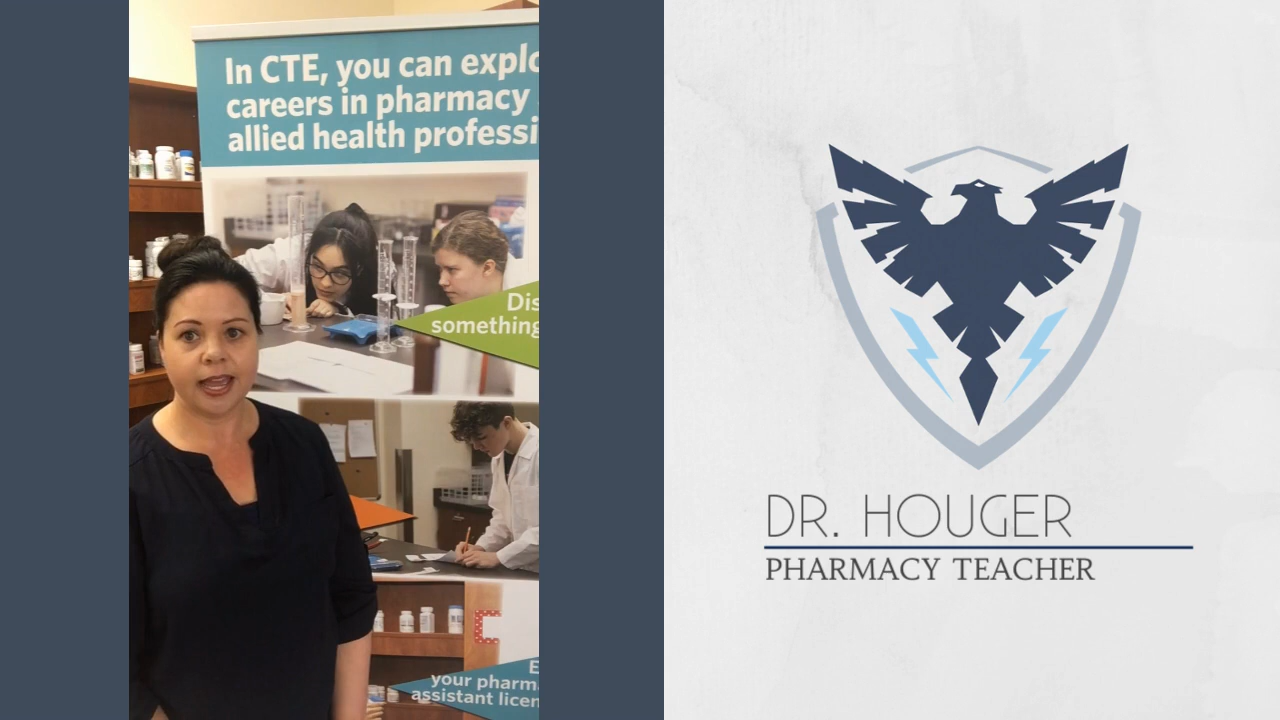 In CTE, you can explo
careers in pharmacy
allied health professi
Dis
something
E
your pharm
assistant licen
DR. HOUGER
PHARMACY TEACHER